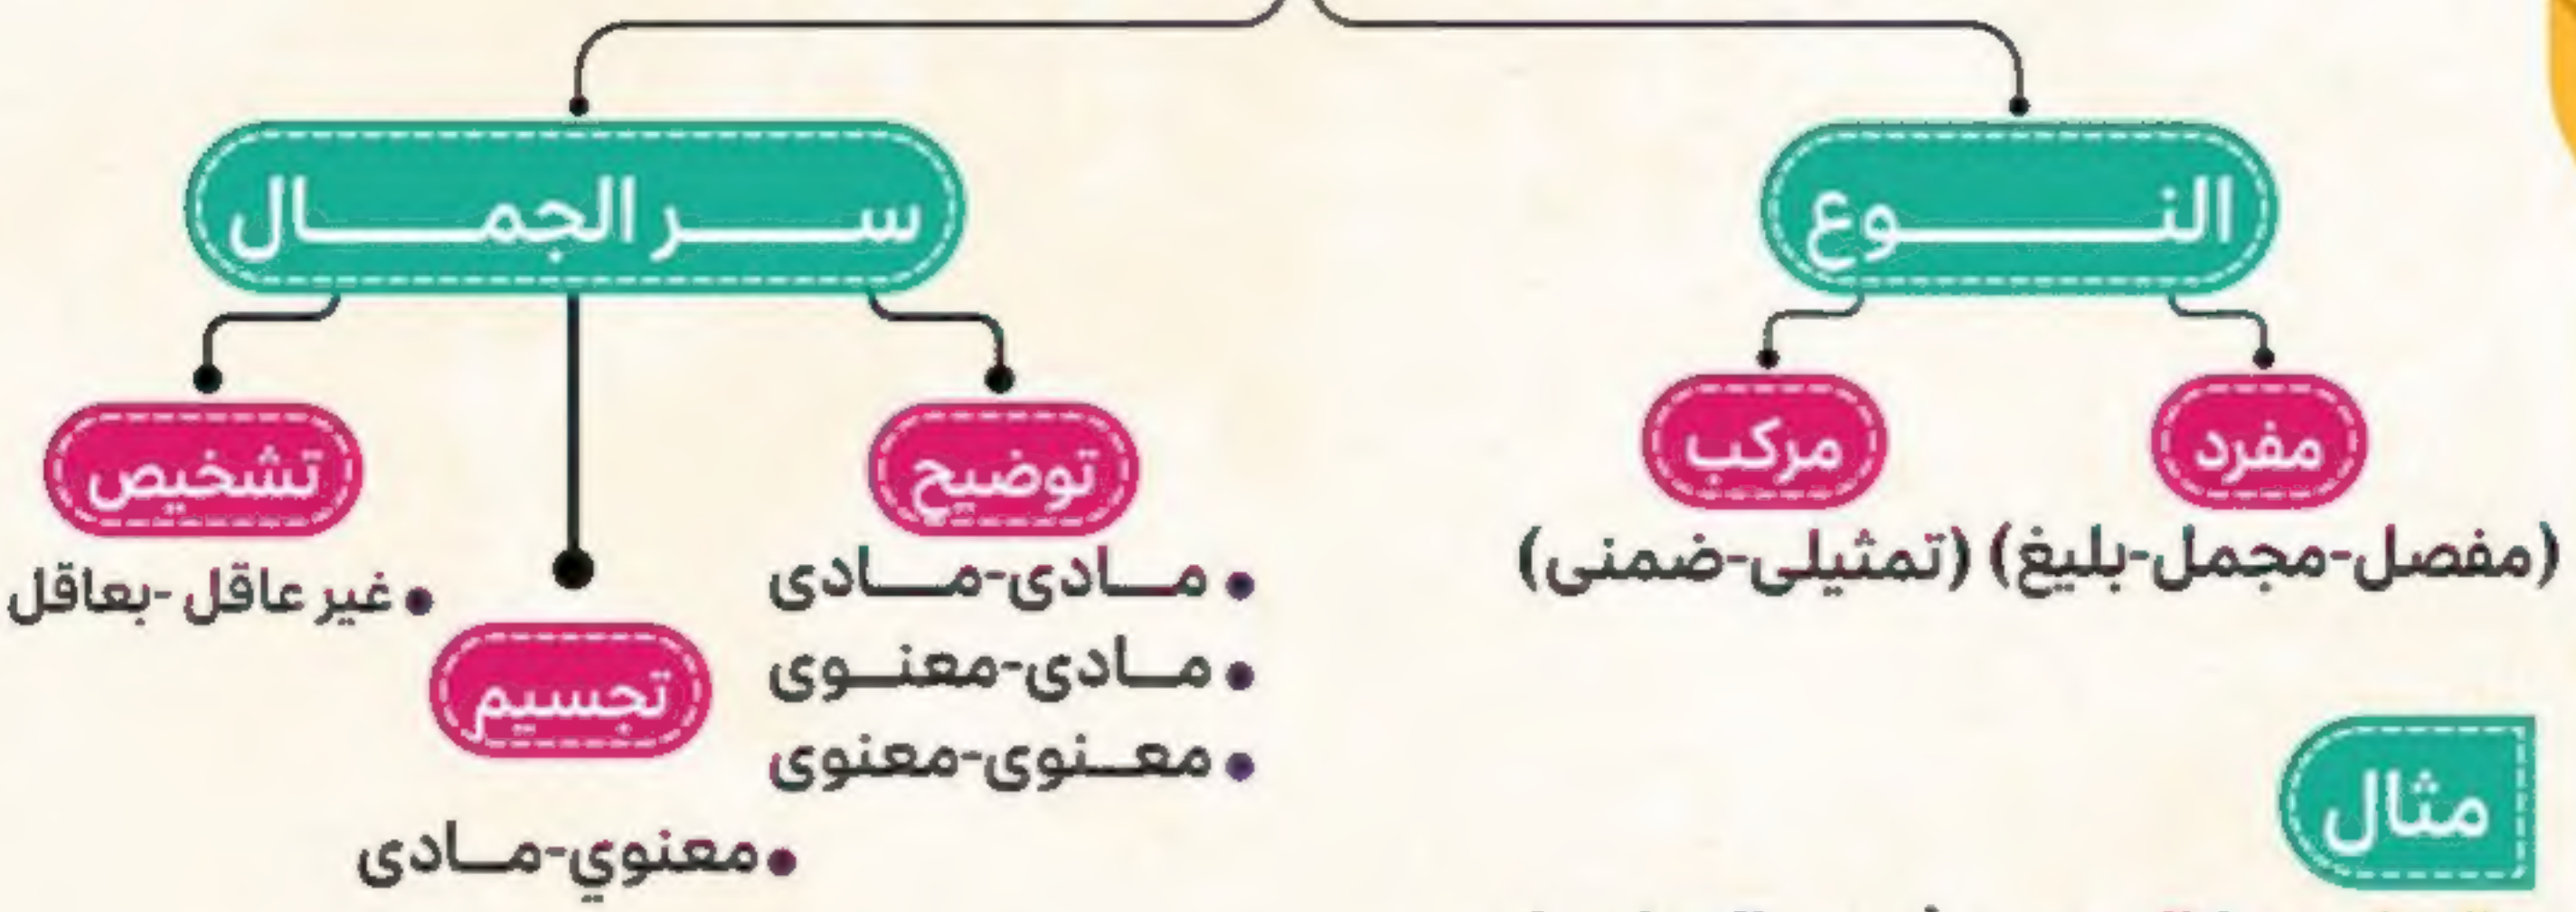 النوع
سر الجمال
مفرد
مركب
(مفصل-مجمل-بليغ) (تمثيلى-ضمنى)
توضيح
• مادى-مادى
• مادى-معنوى
• معنوى-معنوى
تجسيم
• معنوي-مادى
تشخيص
• غير عاقل -بعاقل
مثال